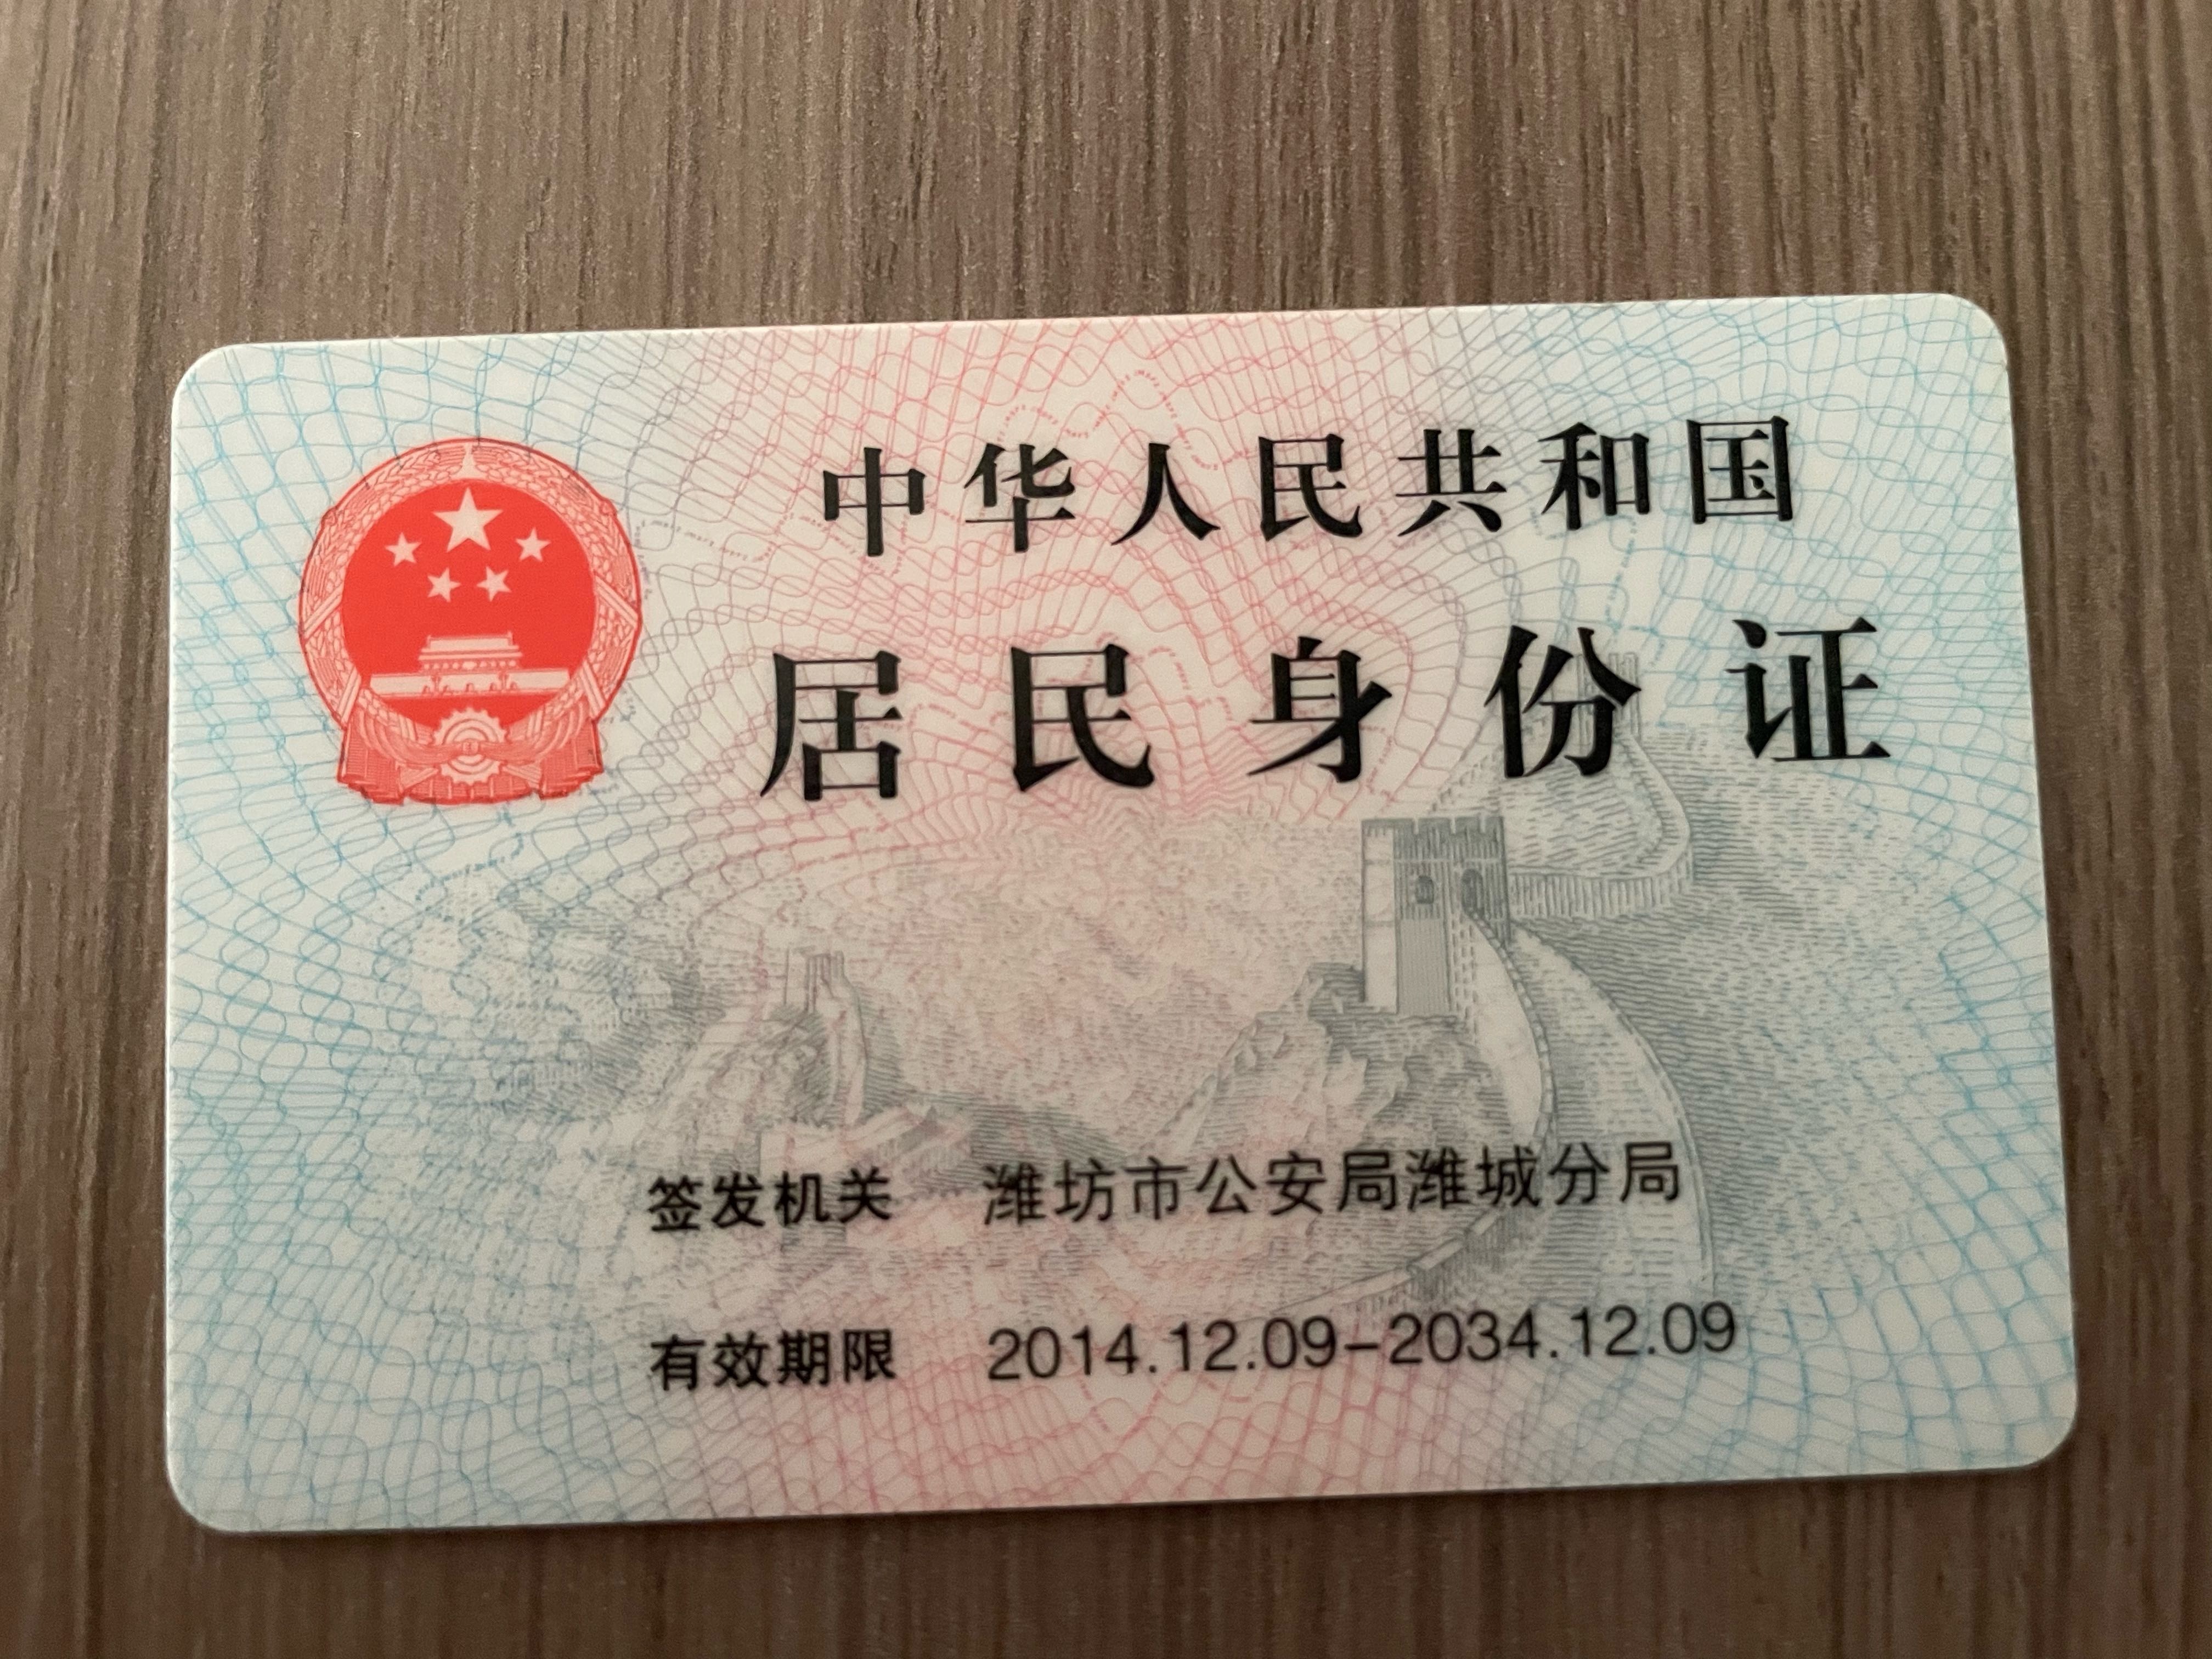 中华人民共和国
居民身份证
签发机关 潍坊市公安局潍城分局
有效期限 2014.12.09-2034.12.09